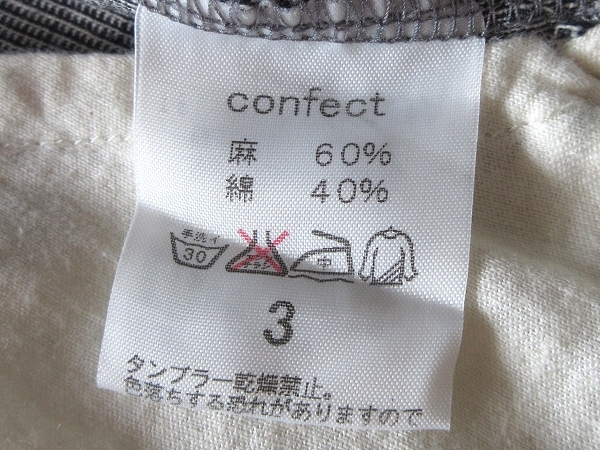 confect
麻 60%
綿 40%
手洗イ 30 中
3
タンブラー乾燥禁止。
色落ちする恐れがありますので